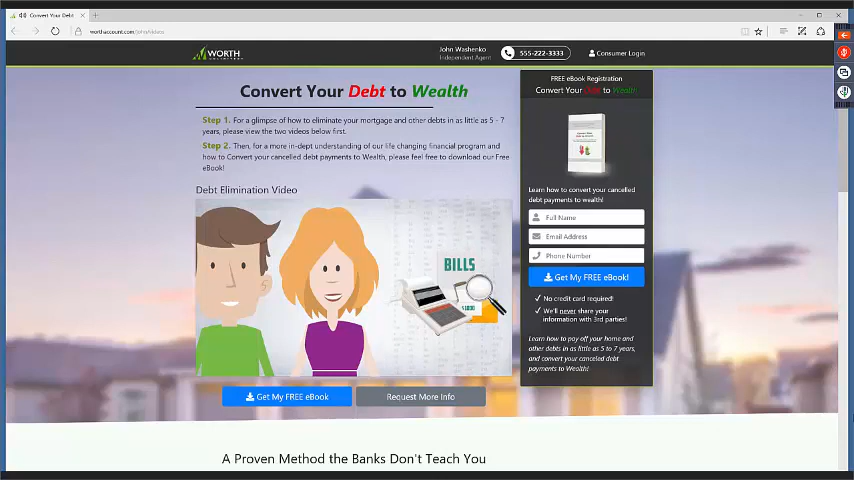 Convert Your Debt
worthaccount.com/john/
WORTH
John Washenko
Independent Agent
555-222-3333
Consumer Login
Convert Your Debt to Wealth
Step 1. For a glimpse of how to eliminate your mortgage and other debts in as little as 5 - 7
years, please view the two videos below first.
Step 2. Then, for a more in-dept understanding of our life changing financial program and
how to Convert your cancelled debt payments to Wealth, please feel free to download our Free
eBook!
Debt Elimination Video
BILLS
Get My FREE eBook
Request More Info
FREE eBook Registration
Convert Your Debt to Wealth
Learn how to convert your cancelled
debt payments to wealth!
Full Name
Email Address
Phone Number
Get My FREE eBook!
✓ No credit card required!
✓ We'll never share your
information with 3rd parties!
Learn how to pay off your home and
other debts in as little as 5 to 7 years,
and convert your canceled debt
payments to Wealth!
A Proven Method the Banks Don't Teach You